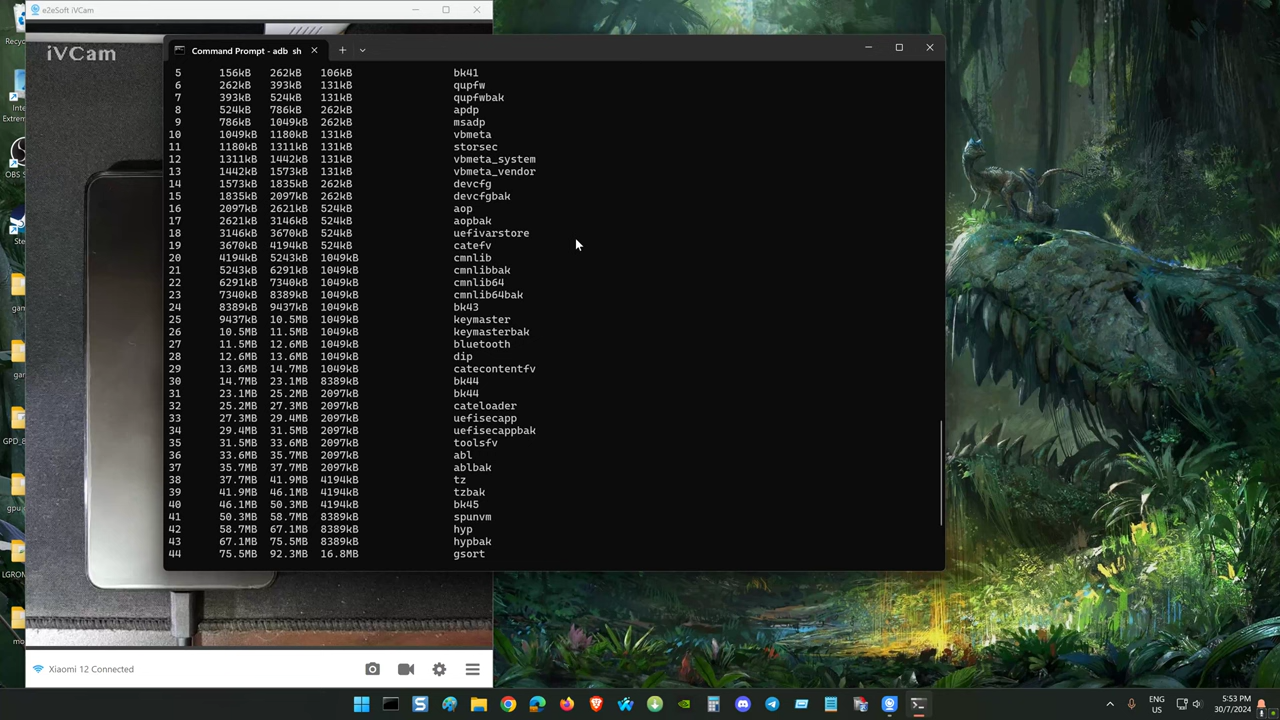 e2eSoft iVCam
iVCam
Command Prompt - adb sh
5 156kB 262kB 106kB bk41
6 262kB 393kB 131kB qupfw
7 393kB 524kB 131kB qupfwbak
8 524kB 786kB 262kB apdp
9 786kB 1049kB 262kB msadp
10 1049kB 1180kB 131kB vbmeta
11 1180kB 1311kB 131kB storsec
12 1311kB 1442kB 131kB vbmeta_system
13 1442kB 1573kB 131kB vbmeta_vendor
14 1573kB 1835kB 262kB devcfg
15 1835kB 2097kB 262kB devcfgbak
16 2097kB 2621kB 524kB aop
17 2621kB 3146kB 524kB aopbak
18 3146kB 3670kB 524kB uefivarstore
19 3670kB 4194kB 524kB catefv
20 4194kB 5243kB 1049kB cmnlib
21 5243kB 6291kB 1049kB cmnlibbak
22 6291kB 7340kB 1049kB cmnlib64
23 7340kB 8389kB 1049kB cmnlib64bak
24 8389kB 9437kB 1049kB bk43
25 9437kB 10.5MB 1049kB keymaster
26 10.5MB 11.5MB 1049kB keymasterbak
27 11.5MB 12.6MB 1049kB bluetooth
28 12.6MB 13.6MB 1049kB dip
29 13.6MB 14.7MB 1049kB catecontentfv
30 14.7MB 23.1MB 8389kB bk44
31 23.1MB 25.2MB 2097kB bk44
32 25.2MB 27.3MB 2097kB cateloader
33 27.3MB 29.4MB 2097kB uefisecapp
34 29.4MB 31.5MB 2097kB uefisecappbak
35 31.5MB 33.6MB 2097kB toolsfv
36 33.6MB 35.7MB 2097kB abl
37 35.7MB 37.7MB 2097kB ablbak
38 37.7MB 41.9MB 4194kB tz
39 41.9MB 46.1MB 4194kB tzbak
40 46.1MB 50.3MB 4194kB bk45
41 50.3MB 58.7MB 8389kB spunvm
42 58.7MB 67.1MB 8389kB hyp
43 67.1MB 75.5MB 8389kB hypbak
44 75.5MB 92.3MB 16.8MB gsort
Recyc
Inte
Extrem
OBS S
Stea
gan
gan
GPD_8
gpu
LGRON
mo
Xiaomi 12 Connected
ENG
US
5:53 PM
30/7/2024